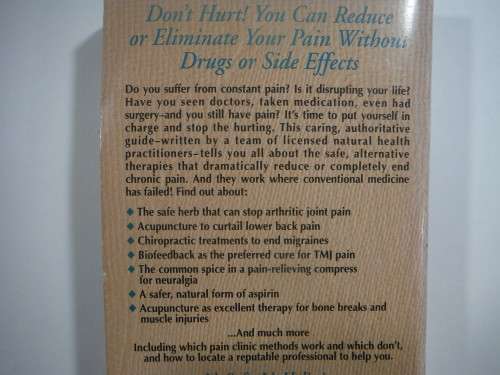 Don't Hurt! You Can Reduce
or Eliminate Your Pain Without
Drugs or Side Effects
Do you suffer from constant pain? Is it disrupting your life?
Have you seen doctors, taken medication, even had
surgery–and you still have pain? It's time to put yourself in
charge and stop the hurting. This caring, authoritative
guide–written by a team of licensed natural health
practitioners–tells you all about the safe, alternative
therapies that dramatically reduce or completely end
chronic pain. And they work where conventional medicine
has failed! Find out about:
◆ The safe herb that can stop arthritic joint pain
◆ Acupuncture to curtail lower back pain
◆ Chiropractic treatments to end migraines
◆ Biofeedback as the preferred cure for TMJ pain
◆ The common spice in a pain-relieving compress
for neuralgia
◆ A safer, natural form of aspirin
◆ Acupuncture as excellent therapy for bone breaks and
muscle injuries
...And much more
Including which pain clinic methods work and which don't,
and how to locate a reputable professional to help you.